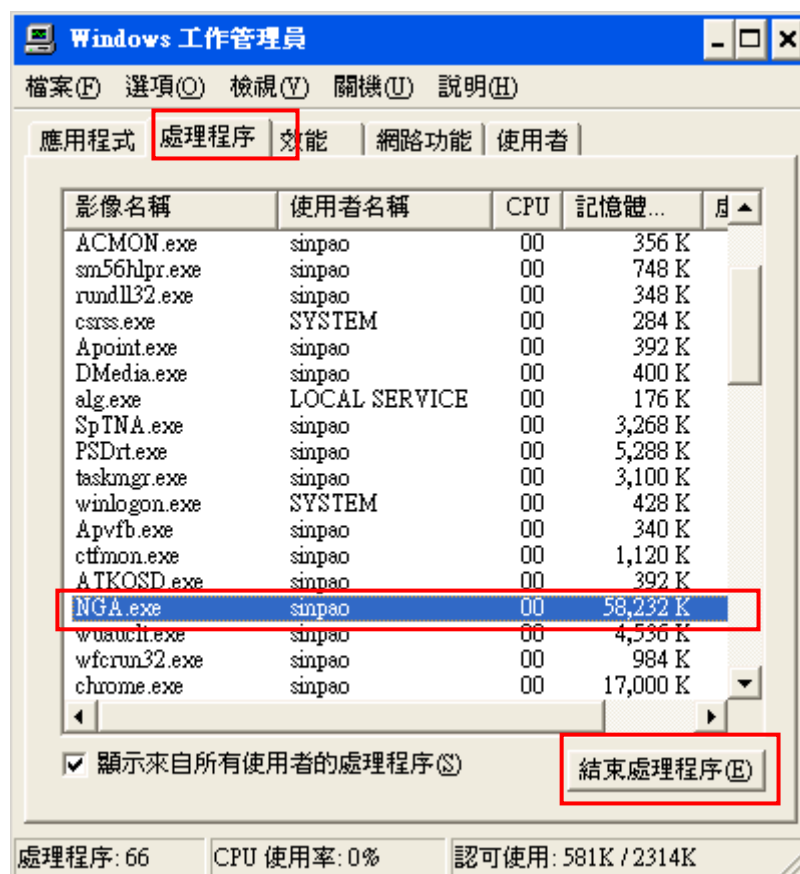 Windows 工作管理員
檔案(F) 選項(O) 檢視(V) 關機(U) 說明(H)
應用程式 處理程序 效能 網路功能 使用者
影像名稱 使用者名稱 CPU 記憶體...
ACMON.exe sinpao 00 356 K
sm56hlpr.exe sinpao 00 748 K
rundll32.exe sinpao 00 348 K
csrss.exe SYSTEM 00 284 K
Apoint.exe sinpao 00 392 K
DMedia.exe sinpao 00 400 K
alg.exe LOCAL SERVICE 00 176 K
SpTNA.exe sinpao 00 3,268 K
PSDrt.exe sinpao 00 5,288 K
taskmgr.exe sinpao 00 3,100 K
winlogon.exe SYSTEM 00 428 K
Apvfb.exe sinpao 00 340 K
ctfmon.exe sinpao 00 1,120 K
ATKOSD.exe sinpao 00 392 K
NGA.exe sinpao 00 58,232 K
wuauclt.exe sinpao 00 4,536 K
wfcrun32.exe sinpao 00 984 K
chrome.exe sinpao 00 17,000 K
顯示來自所有使用者的處理程序(S) 結束處理程序(E)
處理程序: 66 CPU 使用率: 0% 認可使用: 581K / 2314K